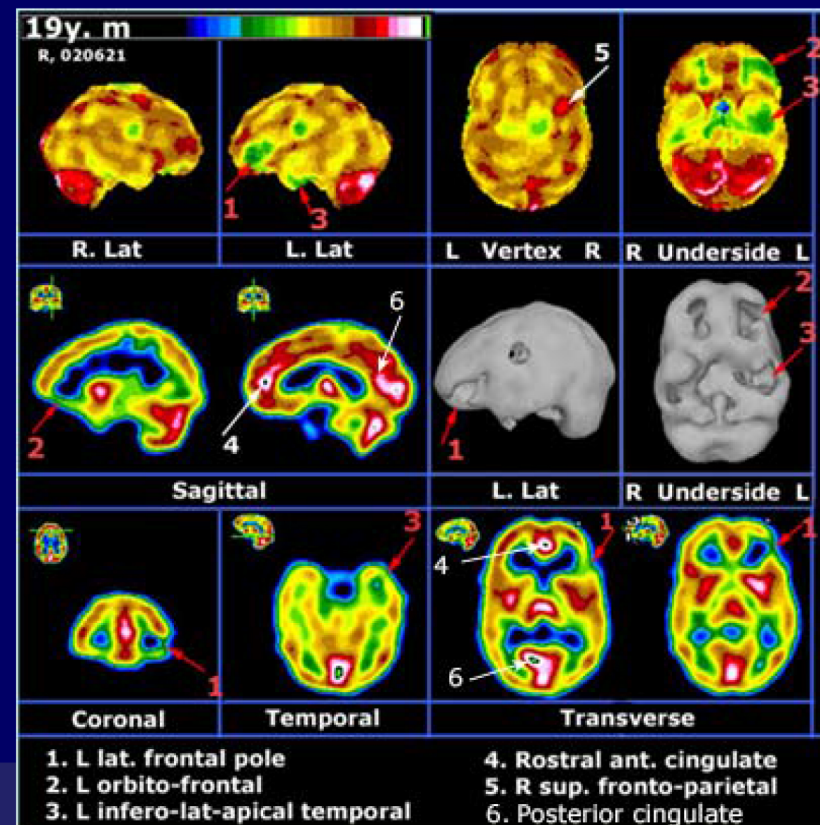 19y. m
R, 020621
5
2
3
1
3
R. Lat
L. Lat
L Vertex R
R Underside L
6
2
3
2
4
1
Sagittal
L. Lat
R Underside L
3
1
1
4
1
6
Coronal
Temporal
Transverse
1. L lat. frontal pole
2. L orbito-frontal
3. L infero-lat-apical temporal
4. Rostral ant. cingulate
5. R sup. fronto-parietal
6. Posterior cingulate